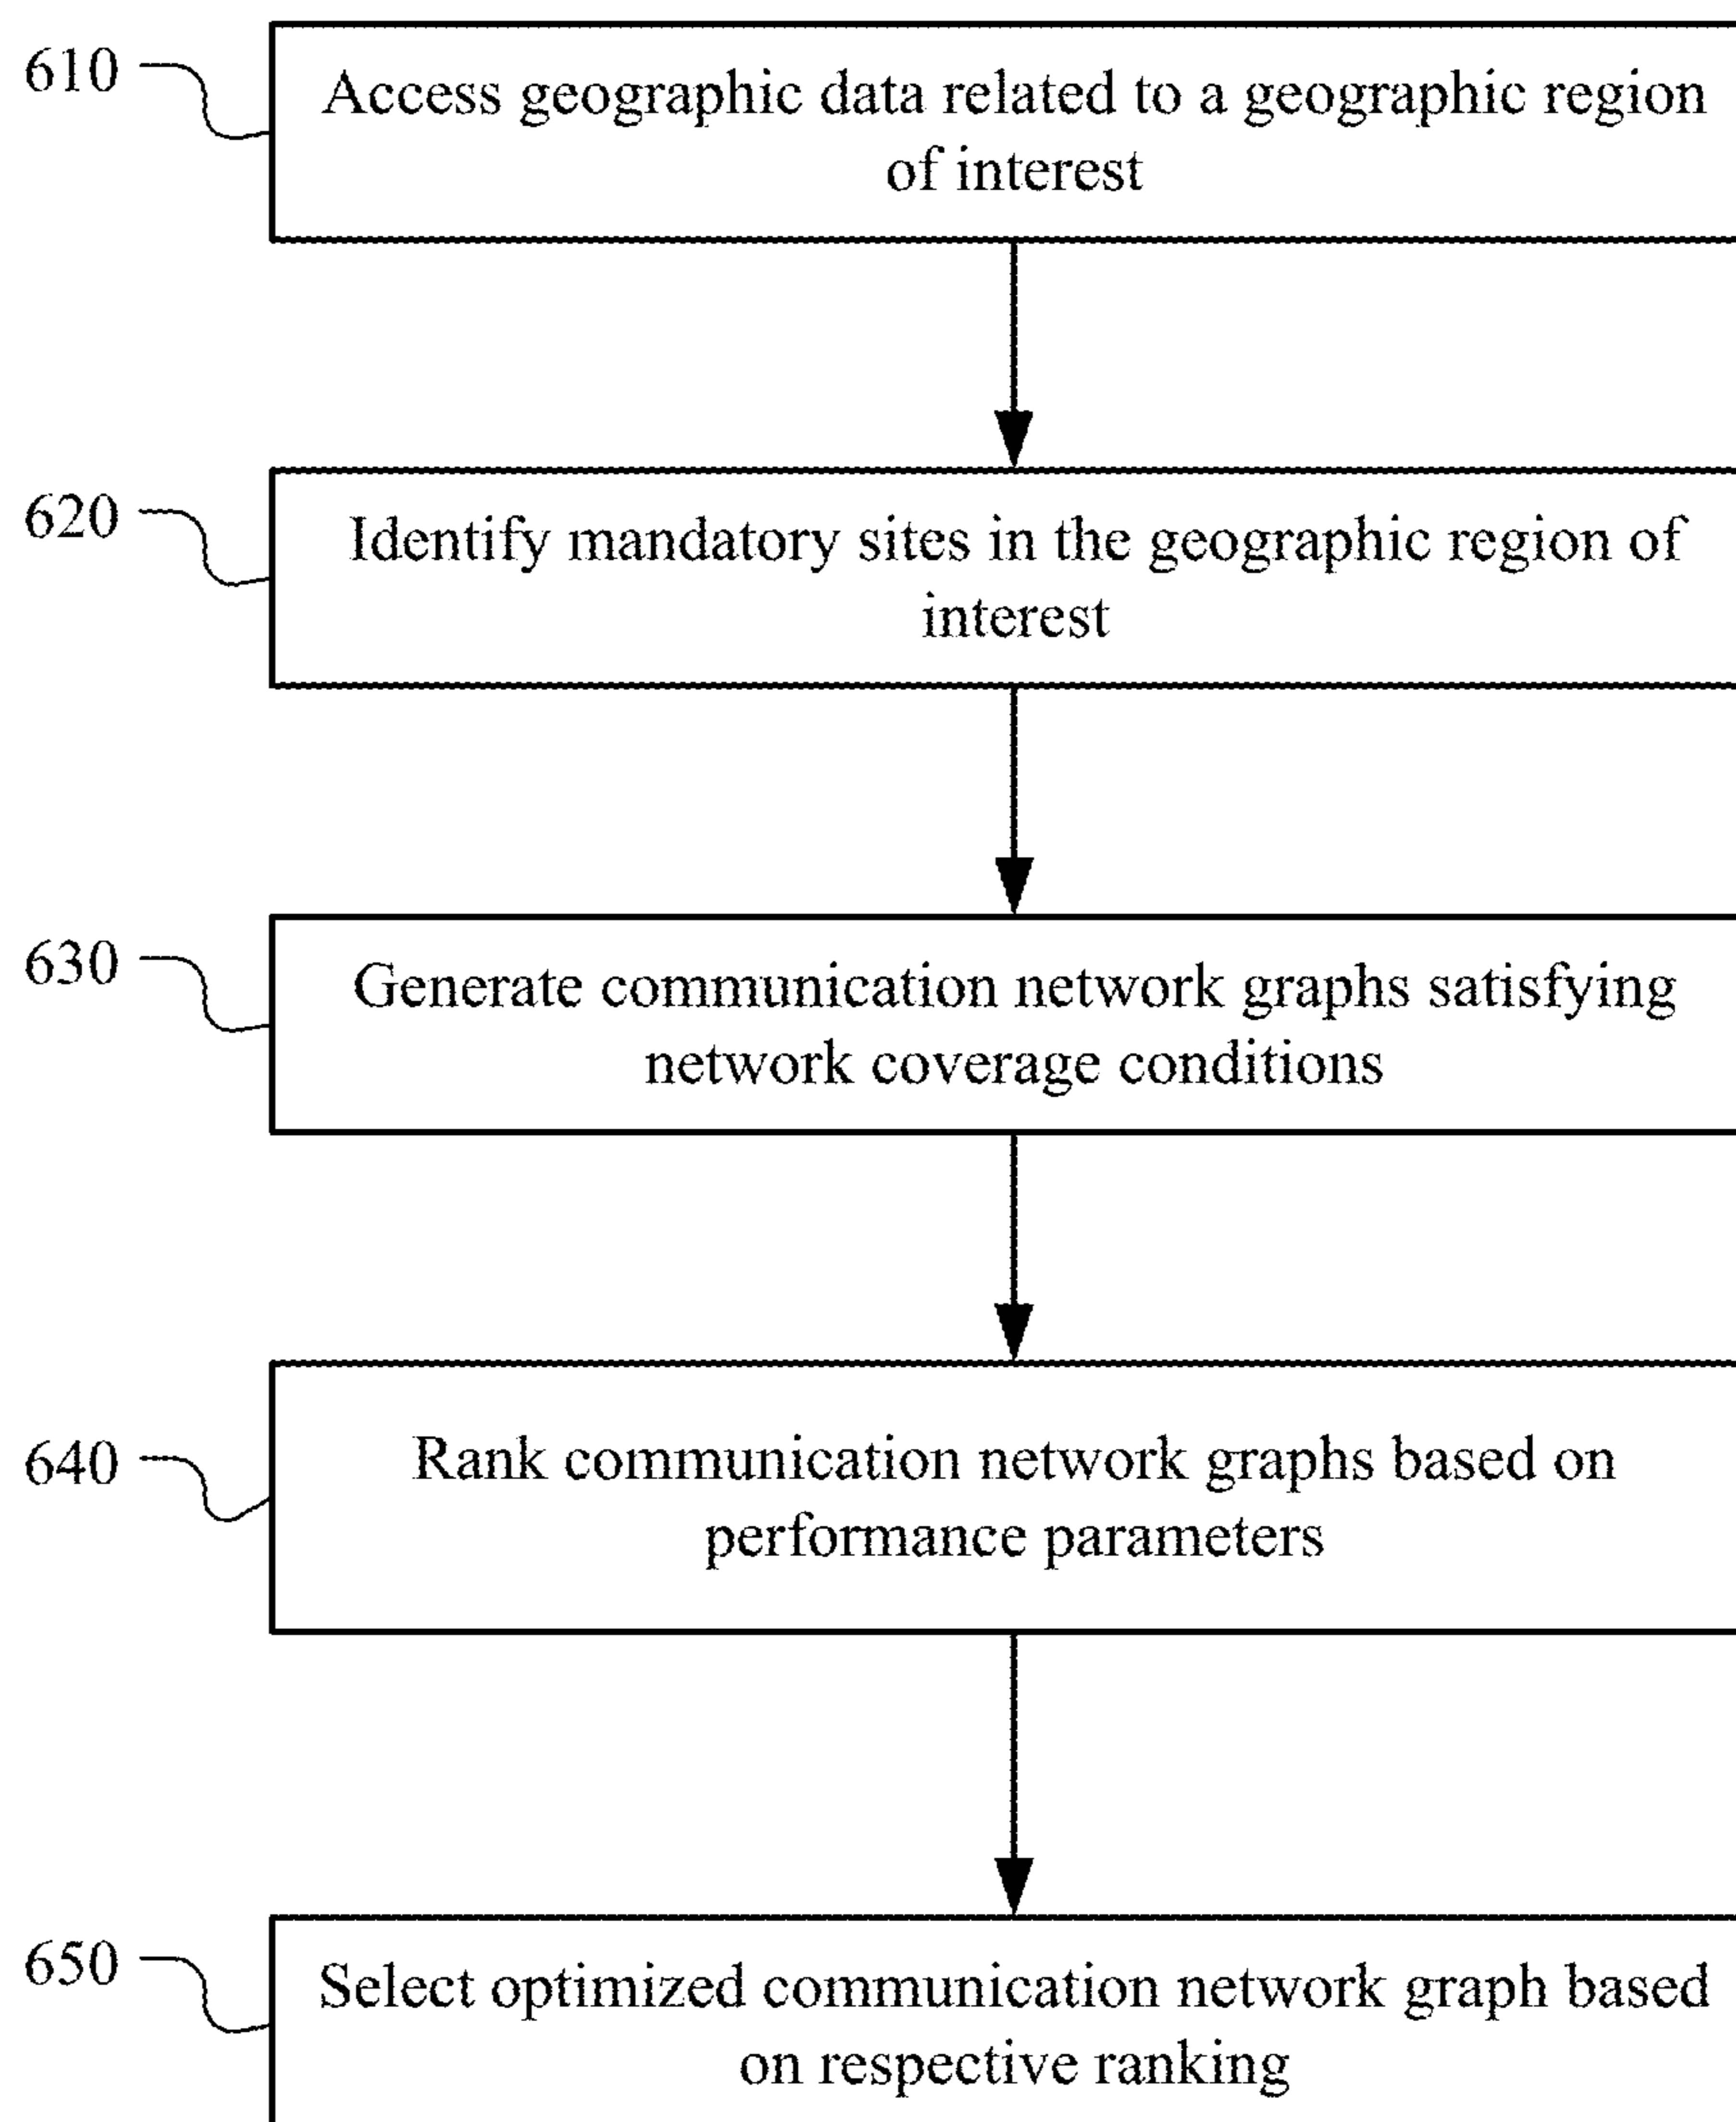 610
Access geographic data related to a geographic region
of interest
620
Identify mandatory sites in the geographic region of
interest
630
Generate communication network graphs satisfying
network coverage conditions
640
Rank communication network graphs based on
performance parameters
650
Select optimized communication network graph based
on respective ranking